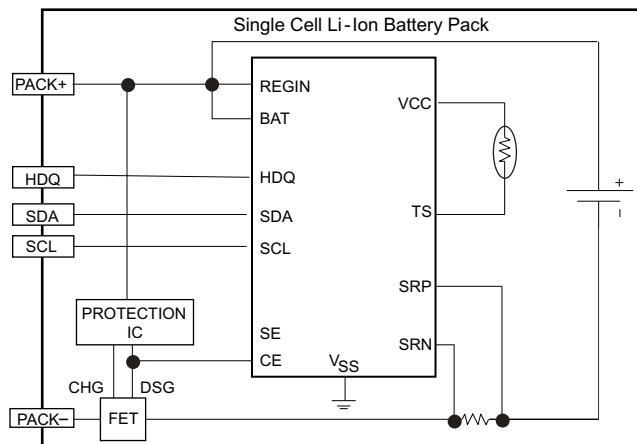 Single Cell Li-Ion Battery Pack
PACK+
REGIN
VCC
BAT
HDQ
HDQ
SDA
SDA
TS
+
–
SCL
SCL
SRP
PROTECTION
IC
SE
SRN
CE
VSS
CHG
DSG
PACK–
FET